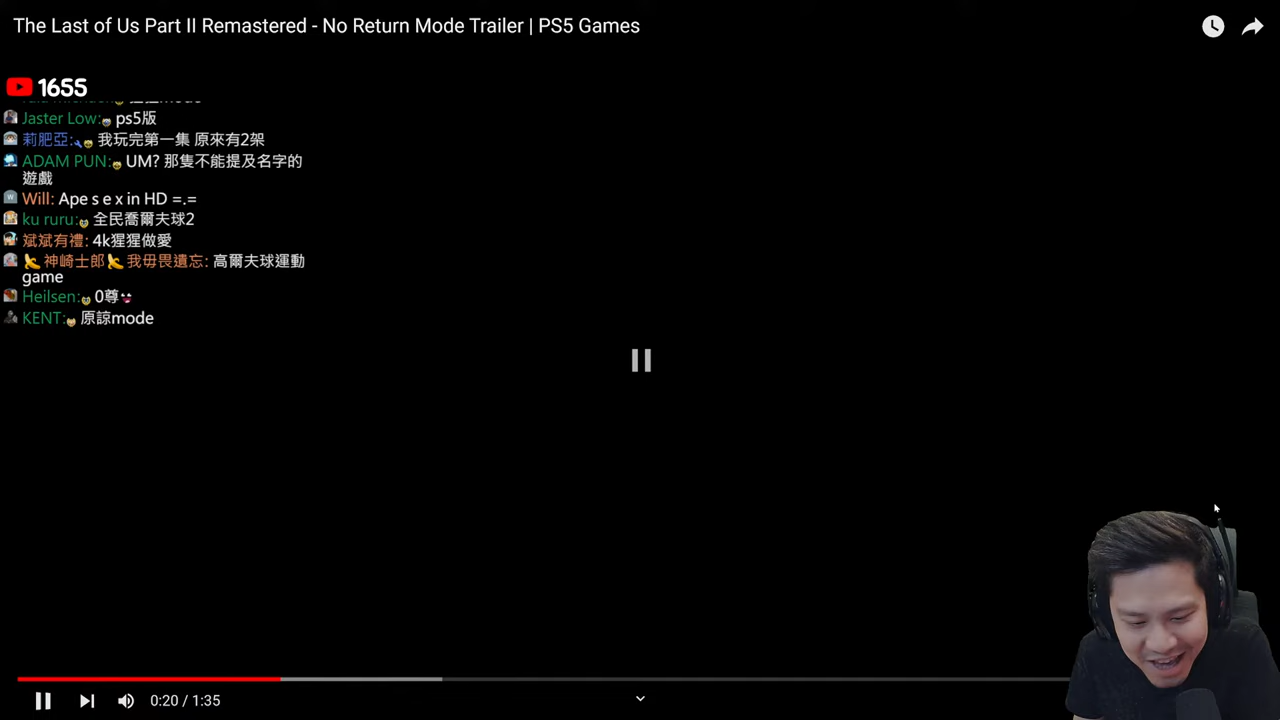 The Last of Us Part II Remastered - No Return Mode Trailer | PS5 Games
1655
Jaster Low: ps5版
莉肥亞: 我玩完第一集 原來有2架
ADAM PUN: UM? 那隻不能提及名字的
遊戲
Will: Ape s e x in HD =.=
ku ruru: 全民喬爾夫球2
斌斌有禮: 4k猩猩做愛
神崎士郎 我毋畏遺忘: 高爾夫球運動
game
Heilsen: 0尊
KENT: 原諒mode
0:20 / 1:35